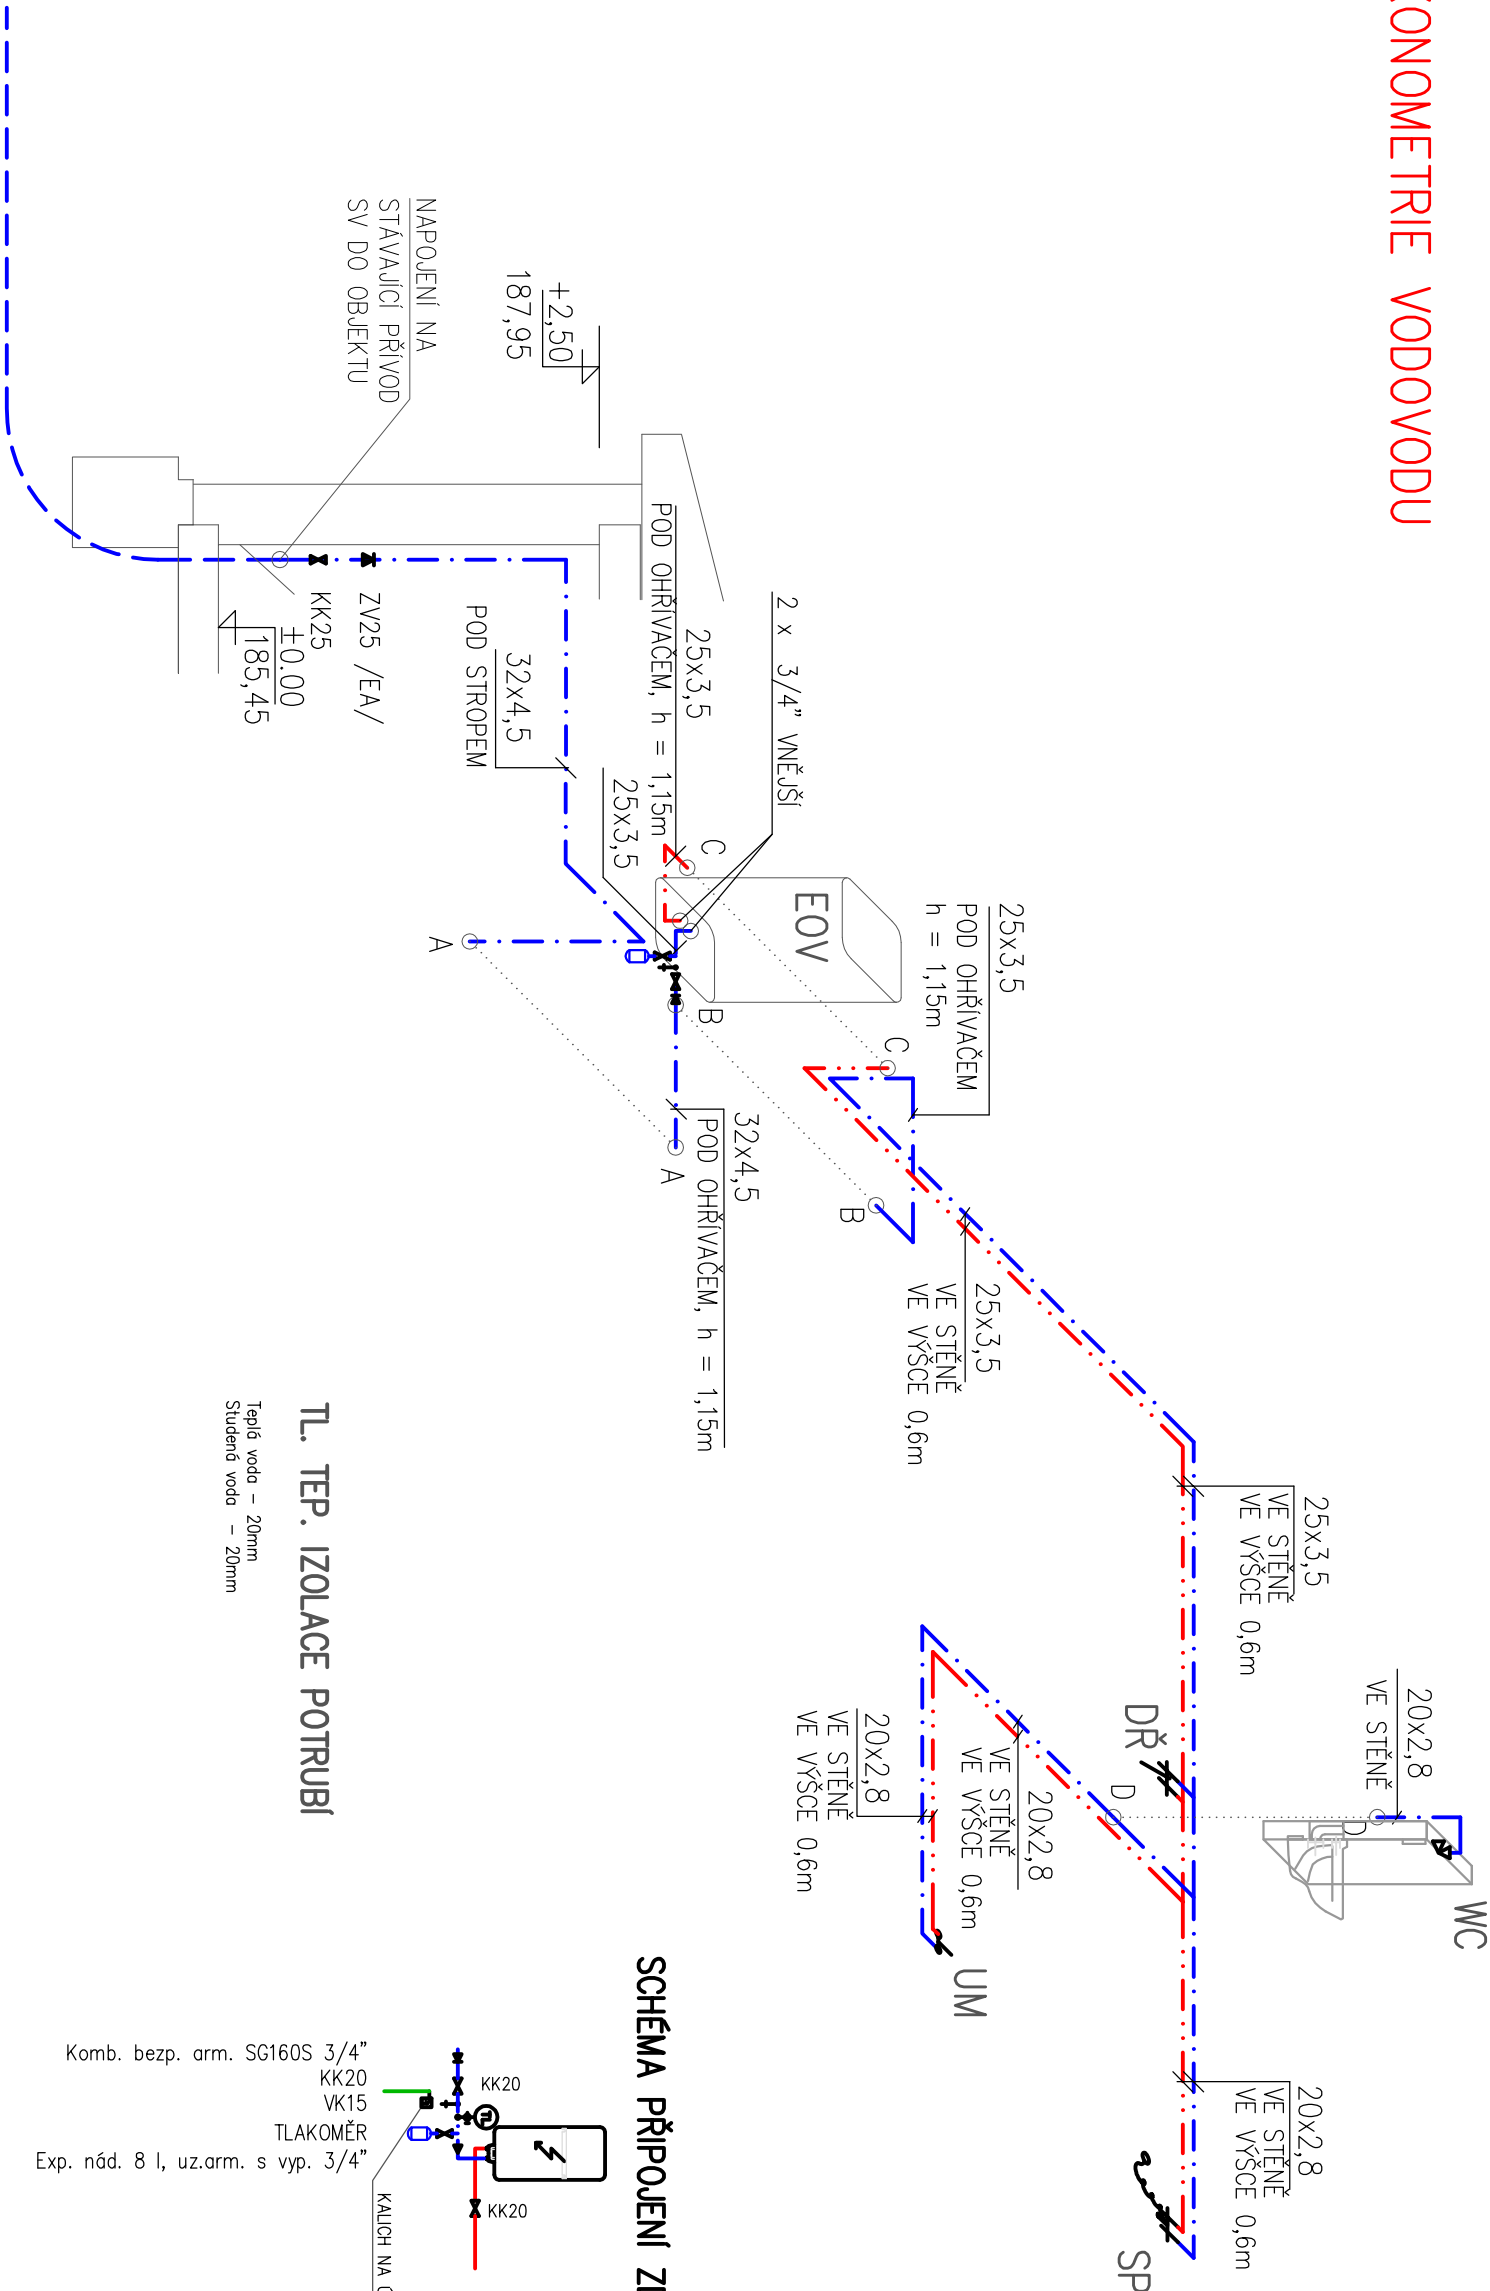 KONOMETRIE VODOVODU
WC
20x2,8
VE STĚNĚ
D
25x3,5
VE STĚNĚ
VE VÝŠCE 0,6m
20x2,8
VE STĚNĚ
VE VÝŠCE 0,6m
DŘ
D
SP
25x3,5
POD OHŘÍVAČEM
h = 1,15m
C
B
25x3,5
VE STĚNĚ
VE VÝŠCE 0,6m
20x2,8
VE STĚNĚ
VE VÝŠCE 0,6m
20x2,8
VE STĚNĚ
VE VÝŠCE 0,6m
UM
EOV
2 x 3/4" VNĚJŠÍ
C
25x3,5
POD OHŘÍVAČEM, h = 1,15m
25x3,5
B
32x4,5
POD OHŘÍVAČEM, h = 1,15m
A
A
+2,50
187,95
32x4,5
POD STROPEM
NAPOJENÍ NA
STÁVAJÍCÍ PŘÍVOD
SV DO OBJEKTU
ZV25 /EA/
KK25
±0.00
185,45
TL. TEP. IZOLACE POTRUBÍ
Teplá voda - 20mm
Studená voda - 20mm
SCHÉMA PŘIPOJENÍ
Komb. bezp. arm. SG160S 3/4"
KK20
VK15
TLAKOMĚR
Exp. nád. 8 l, uz.arm. s vyp. 3/4"
KK20
TL
KK20
KALICH NA